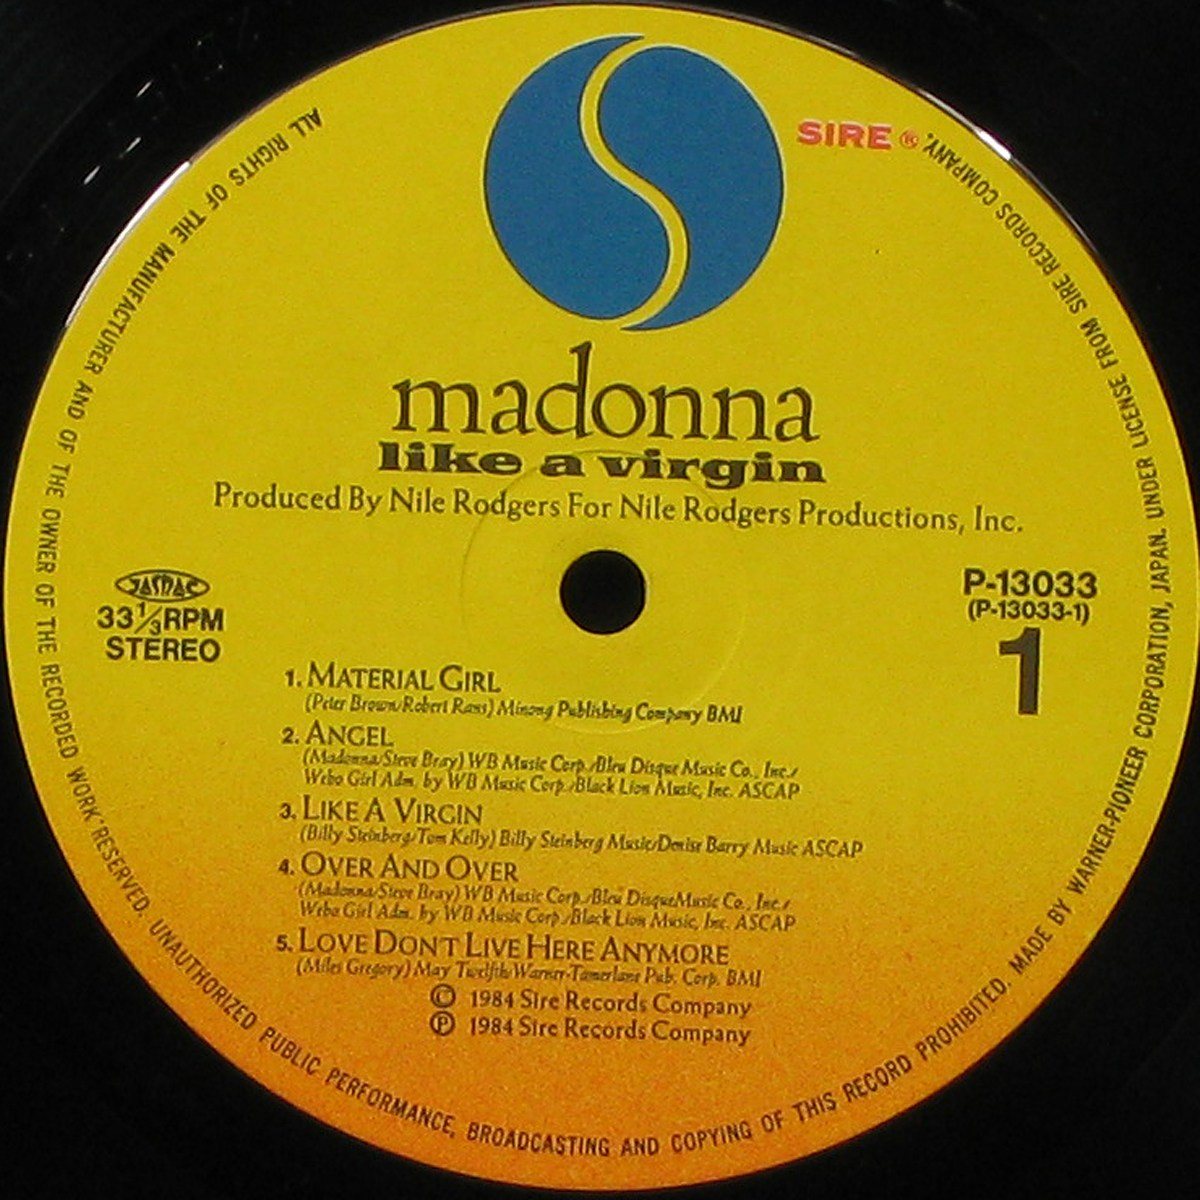 SIRE ®
madonna
like a virgin
Produced By Nile Rodgers For Nile Rodgers Productions, Inc.
JASRAC
33 1/3 RPM
STEREO
P-13033
(P-13033-1)
1
1. MATERIAL GIRL
(Peter Brown/Robert Rans) Minong Publishing Company BMI
2. ANGEL
(Madonna/Steve Bray) WB Music Corp./Bleu Disque Music Co., Inc./
Webo Girl Adm. by WB Music Corp./Black Lion Music, Inc. ASCAP
3. LIKE A VIRGIN
(Billy Steinberg/Tom Kelly) Billy Steinberg Music/Denise Barry Music ASCAP
4. OVER AND OVER
(Madonna/Steve Bray) WB Music Corp./Bleu DisqueMusic Co., Inc./
Webo Girl Adm. by WB Music Corp./Black Lion Music, Inc. ASCAP
5. LOVE DON'T LIVE HERE ANYMORE
(Miles Gregory) May Twelfth/Warner-Tamerlane Pub. Corp. BMI
© 1984 Sire Records Company
℗ 1984 Sire Records Company
ALL RIGHTS OF THE MANUFACTURER AND OF THE OWNER OF THE RECORDED WORK RESERVED. UNAUTHORIZED PUBLIC PERFORMANCE, BROADCASTING AND COPYING OF THIS RECORD PROHIBITED. MADE BY WARNER-PIONEER CORPORATION, JAPAN. UNDER LICENSE FROM SIRE RECORDS COMPANY.